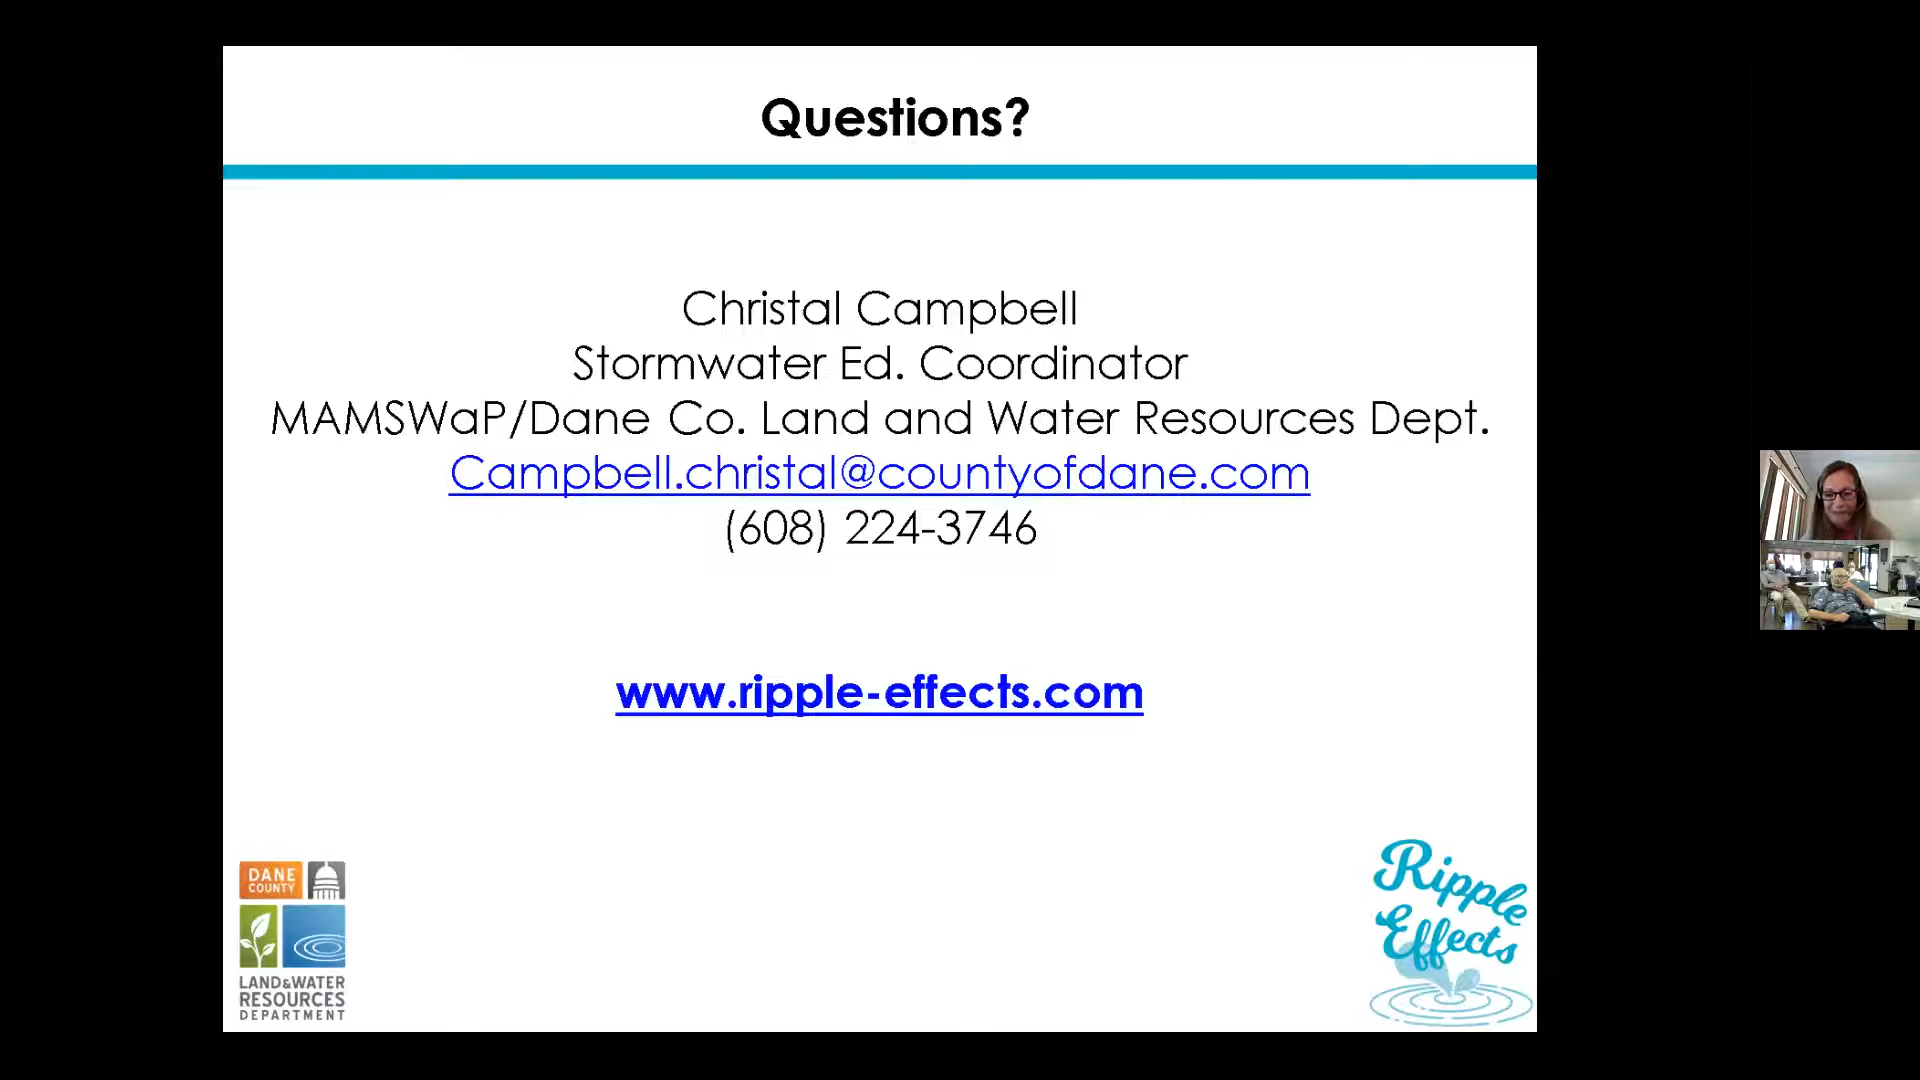 Questions?
Christal Campbell
Stormwater Ed. Coordinator
MAMSWaP/Dane Co. Land and Water Resources Dept.
Campbell.christal@countyofdane.com
(608) 224-3746
www.ripple-effects.com
DANE
COUNTY
LAND&WATER
RESOURCES
DEPARTMENT
Ripple
Effects